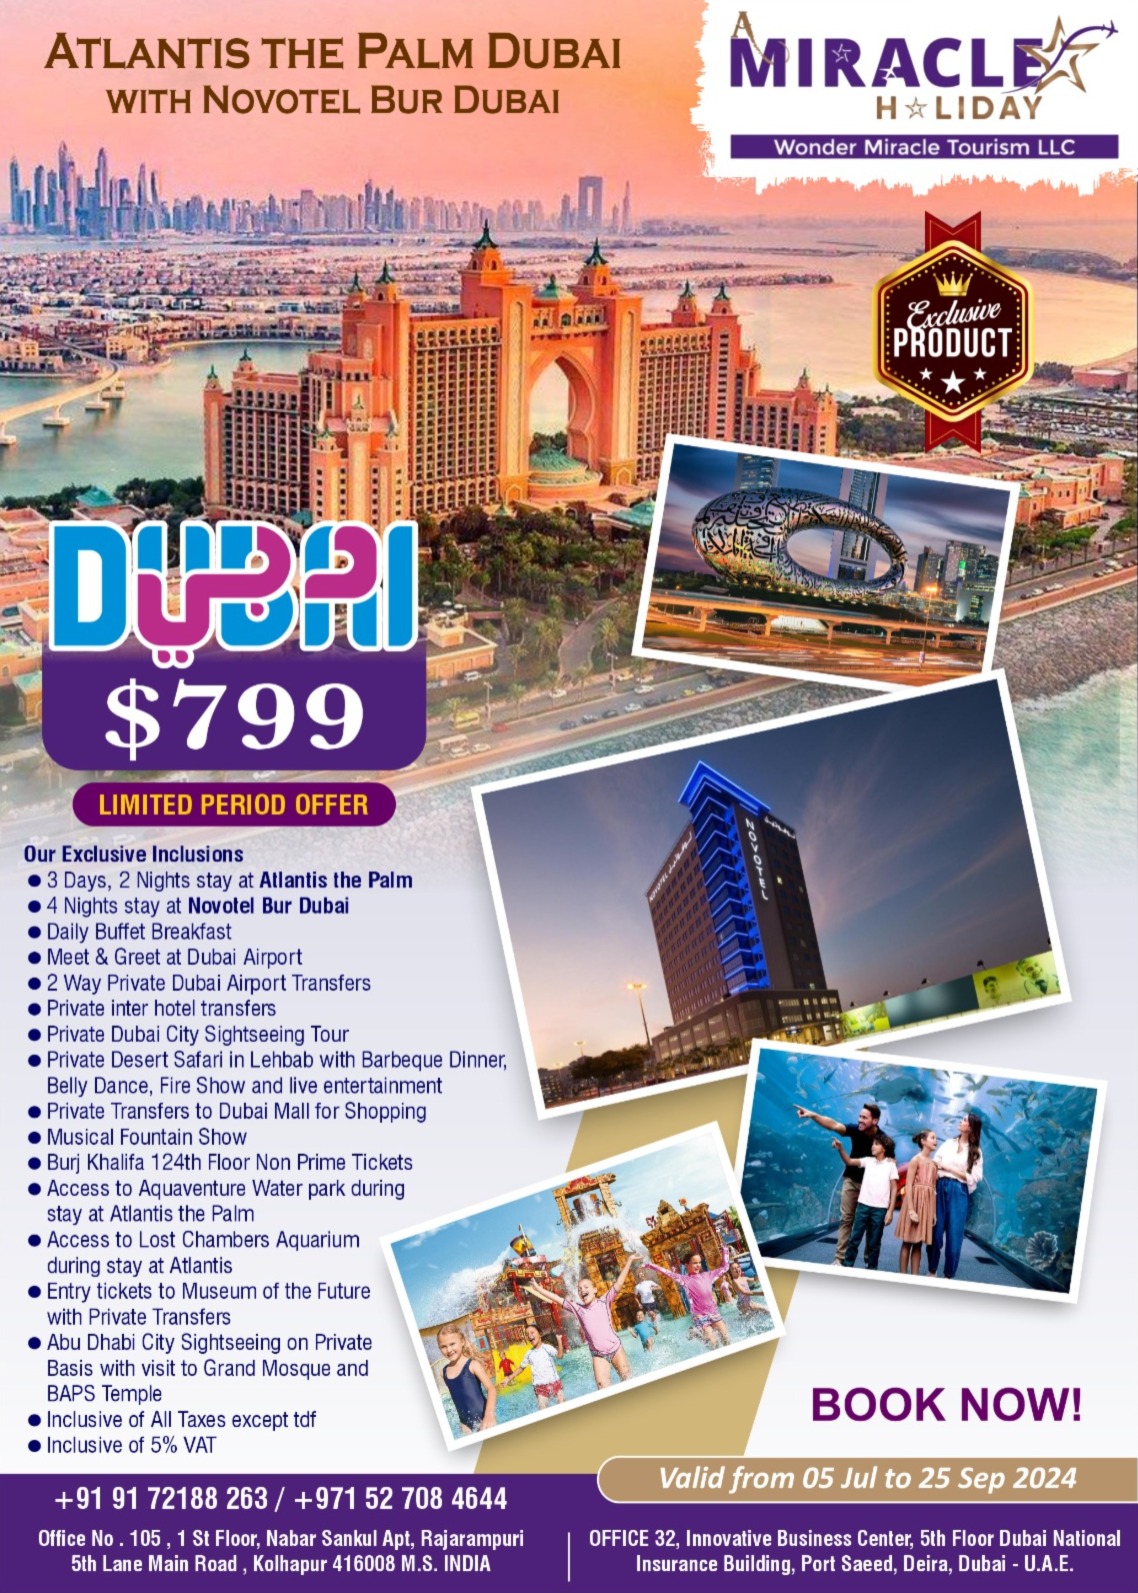 ATLANTIS THE PALM DUBAI
WITH NOVOTEL BUR DUBAI
A
MIRACLE
H☆LIDAY
Wonder Miracle Tourism LLC
Exclusive
PRODUCT
DUBAI
دبي
$799
LIMITED PERIOD OFFER
NOVOTEL
NOVOTEL
Our Exclusive Inclusions
● 3 Days, 2 Nights stay at Atlantis the Palm
● 4 Nights stay at Novotel Bur Dubai
● Daily Buffet Breakfast
● Meet & Greet at Dubai Airport
● 2 Way Private Dubai Airport Transfers
● Private inter hotel transfers
● Private Dubai City Sightseeing Tour
● Private Desert Safari in Lehbab with Barbeque Dinner,
Belly Dance, Fire Show and live entertainment
● Private Transfers to Dubai Mall for Shopping
● Musical Fountain Show
● Burj Khalifa 124th Floor Non Prime Tickets
● Access to Aquaventure Water park during
stay at Atlantis the Palm
● Access to Lost Chambers Aquarium
during stay at Atlantis
● Entry tickets to Museum of the Future
with Private Transfers
● Abu Dhabi City Sightseeing on Private
Basis with visit to Grand Mosque and
BAPS Temple
● Inclusive of All Taxes except tdf
● Inclusive of 5% VAT
BOOK NOW!
Valid from 05 Jul to 25 Sep 2024
+91 91 72188 263 / +971 52 708 4644
Office No . 105 , 1 St Floor, Nabar Sankul Apt, Rajarampuri
5th Lane Main Road , Kolhapur 416008 M.S. INDIA
OFFICE 32, Innovative Business Center, 5th Floor Dubai National
Insurance Building, Port Saeed, Deira, Dubai - U.A.E.